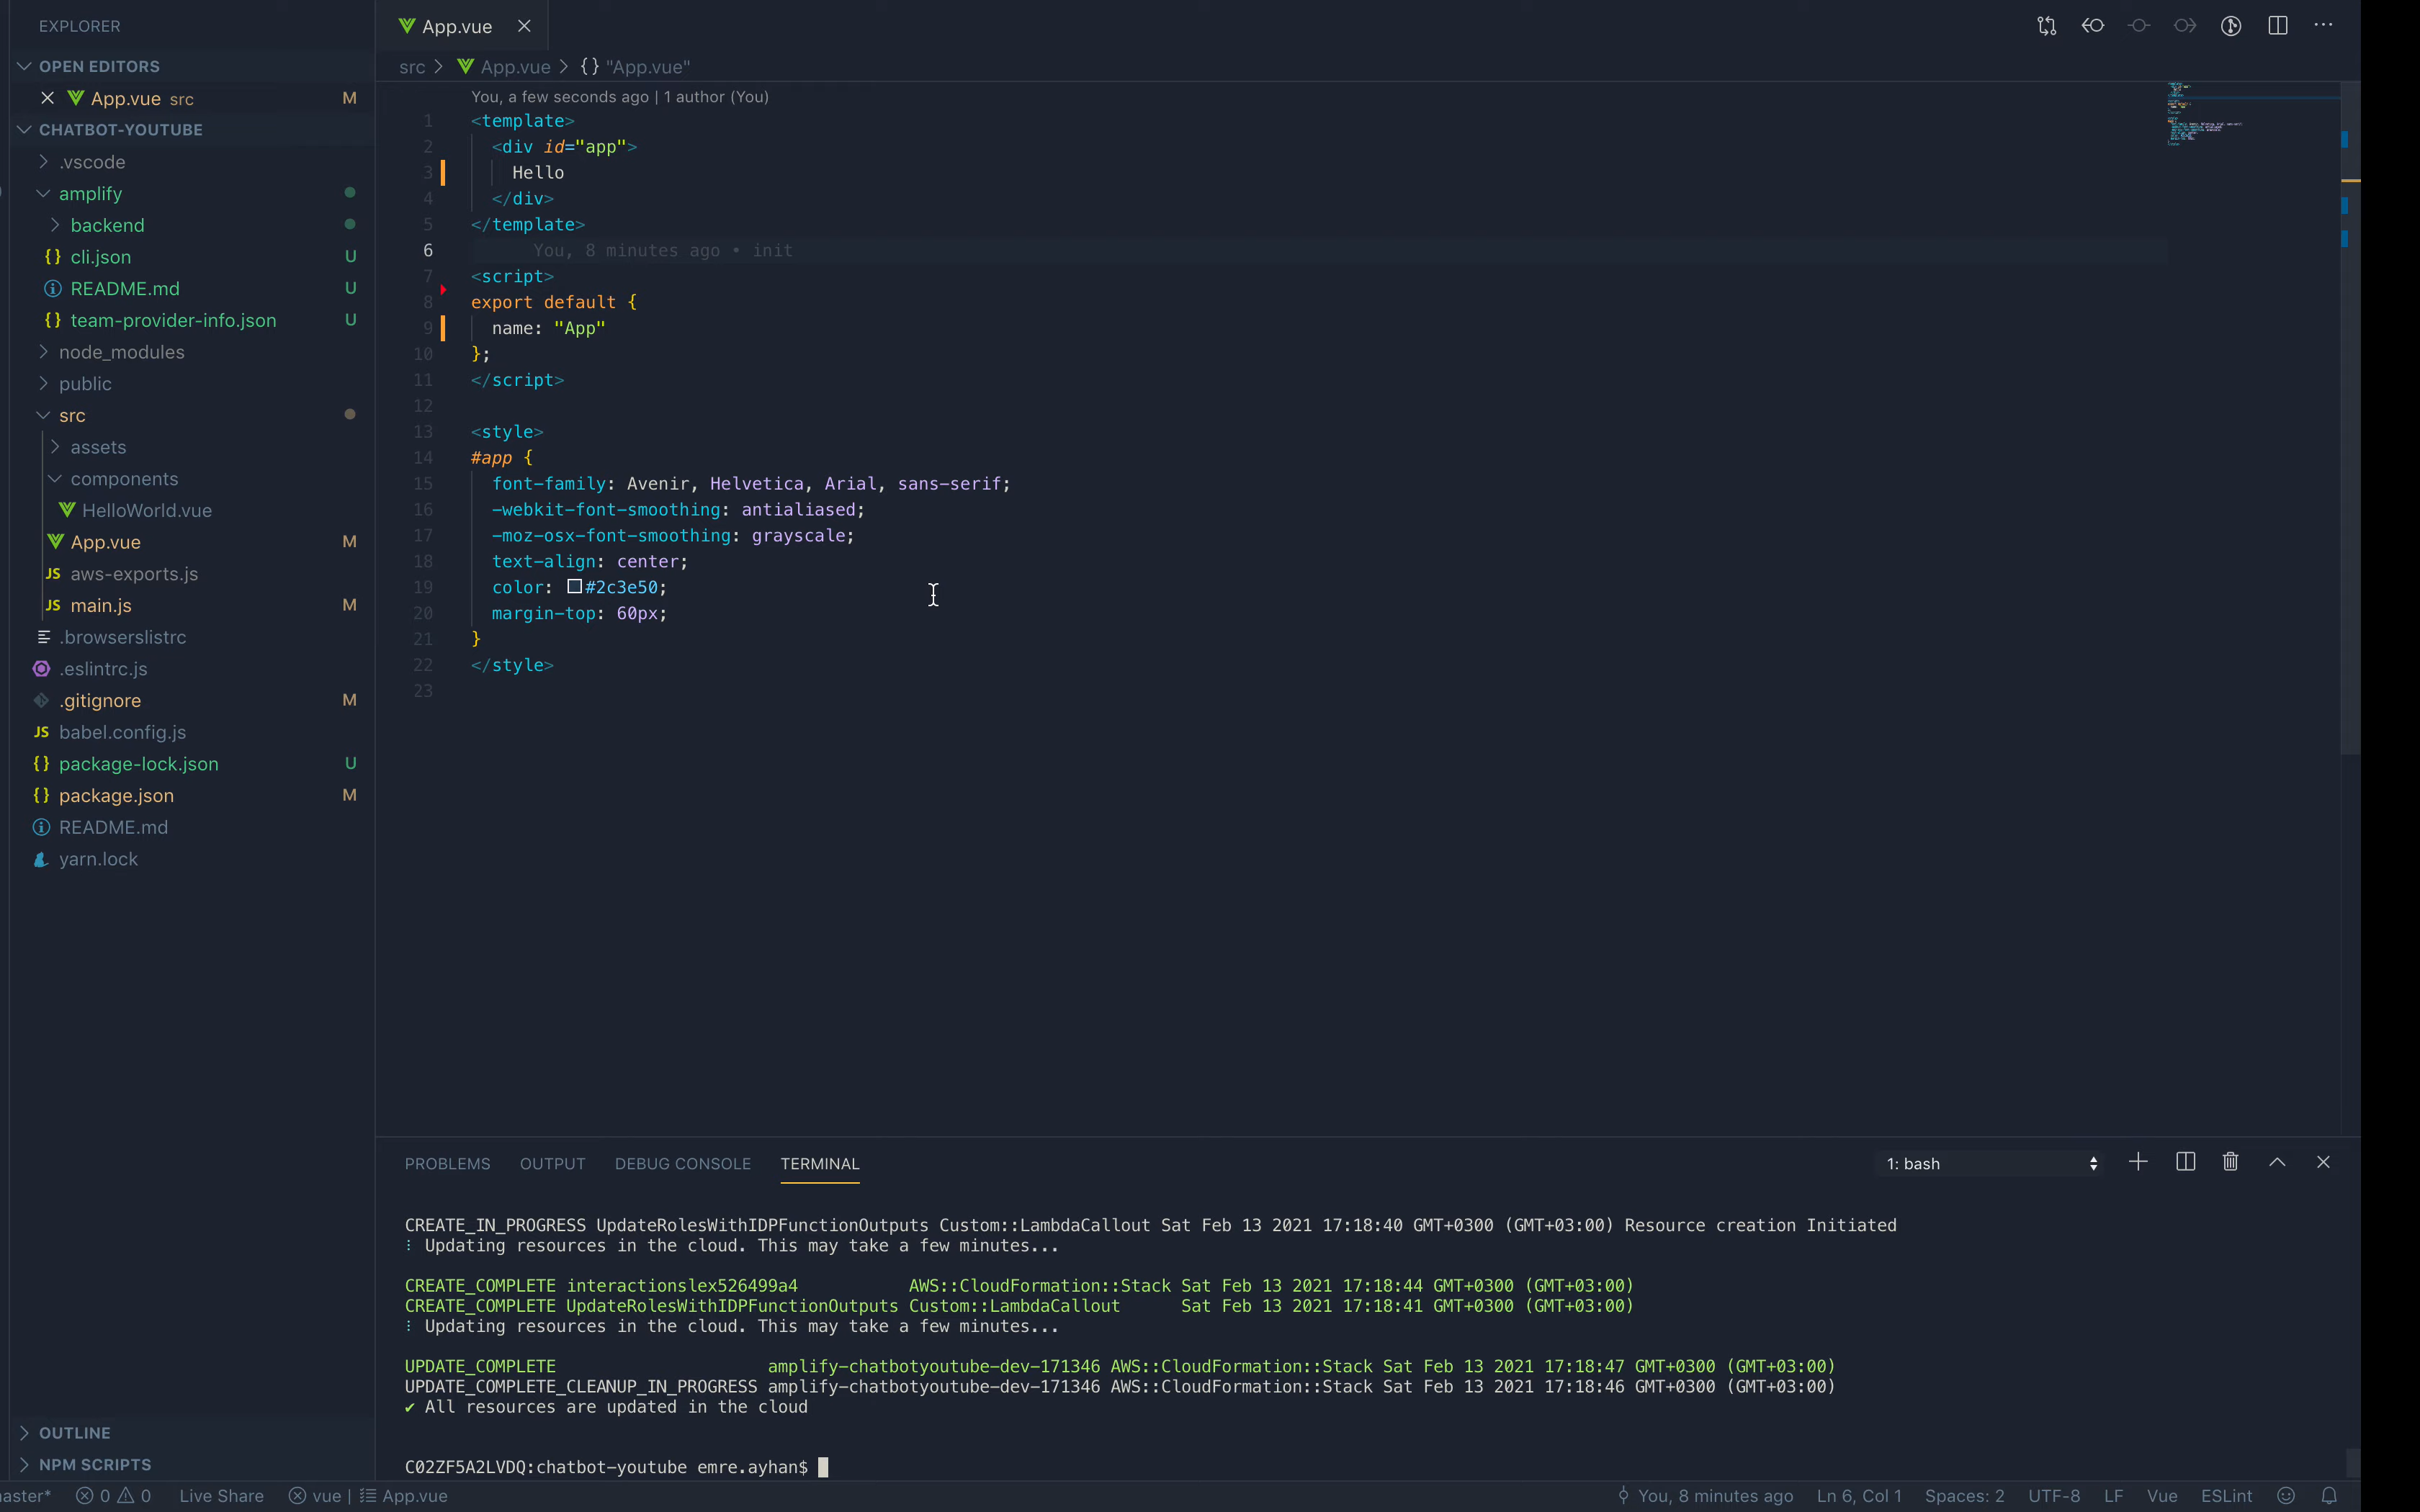 EXPLORER
OPEN EDITORS
App.vue src M
CHATBOT-YOUTUBE
.vscode
amplify
backend
{} cli.json U
README.md U
{} team-provider-info.json U
node_modules
public
src
assets
components
HelloWorld.vue
App.vue M
JS aws-exports.js
JS main.js M
.browserslistrc
.eslintrc.js
.gitignore M
JS babel.config.js
{} package-lock.json U
{} package.json M
README.md
yarn.lock
OUTLINE
NPM SCRIPTS
App.vue
src > App.vue > {} "App.vue"
You, a few seconds ago | 1 author (You)
1 <template>
2 <div id="app">
3 Hello
4 </div>
5 </template>
6 You, 8 minutes ago • init
7 <script>
8 export default {
9 name: "App"
10 };
11 </script>
12
13 <style>
14 #app {
15 font-family: Avenir, Helvetica, Arial, sans-serif;
16 -webkit-font-smoothing: antialiased;
17 -moz-osx-font-smoothing: grayscale;
18 text-align: center;
19 color: #2c3e50;
20 margin-top: 60px;
21 }
22 </style>
23
PROBLEMS OUTPUT DEBUG CONSOLE TERMINAL 1: bash
CREATE_IN_PROGRESS UpdateRolesWithIDPFunctionOutputs Custom::LambdaCallout Sat Feb 13 2021 17:18:40 GMT+0300 (GMT+03:00) Resource creation Initiated
⠸ Updating resources in the cloud. This may take a few minutes...
CREATE_COMPLETE interactionslex526499a4 AWS::CloudFormation::Stack Sat Feb 13 2021 17:18:44 GMT+0300 (GMT+03:00)
CREATE_COMPLETE UpdateRolesWithIDPFunctionOutputs Custom::LambdaCallout Sat Feb 13 2021 17:18:41 GMT+0300 (GMT+03:00)
⠸ Updating resources in the cloud. This may take a few minutes...
UPDATE_COMPLETE amplify-chatbotyoutube-dev-171346 AWS::CloudFormation::Stack Sat Feb 13 2021 17:18:47 GMT+0300 (GMT+03:00)
UPDATE_COMPLETE_CLEANUP_IN_PROGRESS amplify-chatbotyoutube-dev-171346 AWS::CloudFormation::Stack Sat Feb 13 2021 17:18:46 GMT+0300 (GMT+03:00)
✔ All resources are updated in the cloud
C02ZF5A2LVDQ:chatbot-youtube emre.ayhan$
aster* 0 0 Live Share vue | App.vue You, 8 minutes ago Ln 6, Col 1 Spaces: 2 UTF-8 LF Vue ESLint